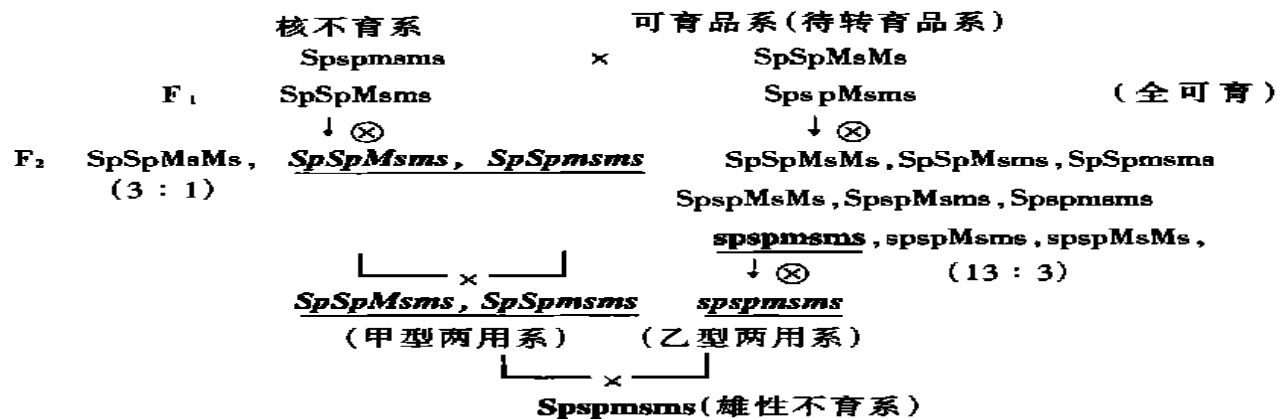 核不育系 可育品系(待转育品系)
Spspmsms × SpSpMsMs
F₁ SpSpMsms SpspMsms (全可育)
↓ ⊗ ↓ ⊗
F₂ SpSpMsMs, SpSpMsms, SpSpmsms SpSpMsMs,SpSpMsms,SpSpmsms
(3 : 1) SpspMsMs,SpspMsms,Spspmsms
spspmsms,spspMsms,spspMsMs,
× ↓ ⊗ (13 : 3)
SpSpMsms, SpSpmsms spspmsms
(甲型两用系) (乙型两用系)
×
Spspmsms(雄性不育系)